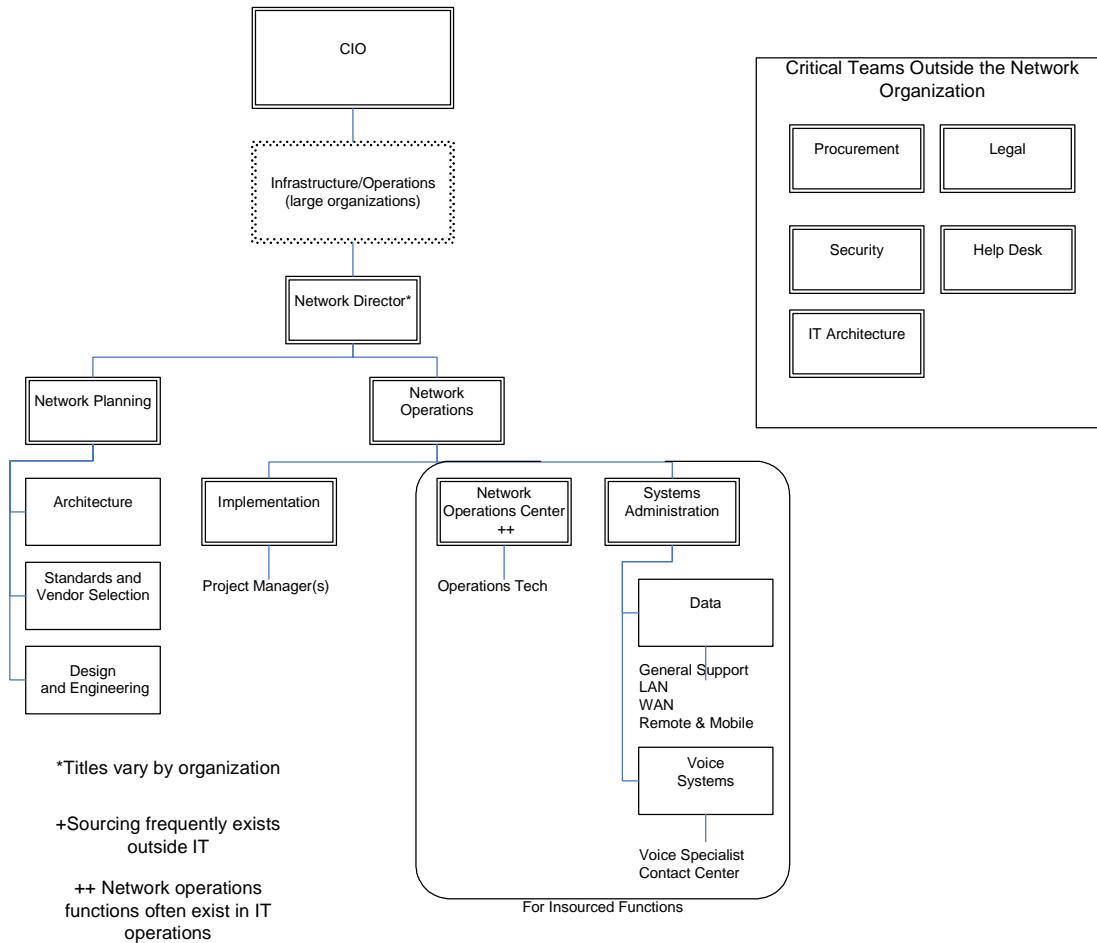 CIO
Infrastructure/Operations
(large organizations)
Network Director*
Network Planning
Network
Operations
Architecture
Standards and
Vendor Selection
Design
and Engineering
Implementation
Project Manager(s)
Network
Operations Center
++
Operations Tech
Systems
Administration
Data
General Support
LAN
WAN
Remote & Mobile
Voice
Systems
Voice Specialist
Contact Center
For Insourced Functions
Critical Teams Outside the Network
Organization
Procurement
Legal
Security
Help Desk
IT Architecture
*Titles vary by organization
+Sourcing frequently exists
outside IT
++ Network operations
functions often exist in IT
operations